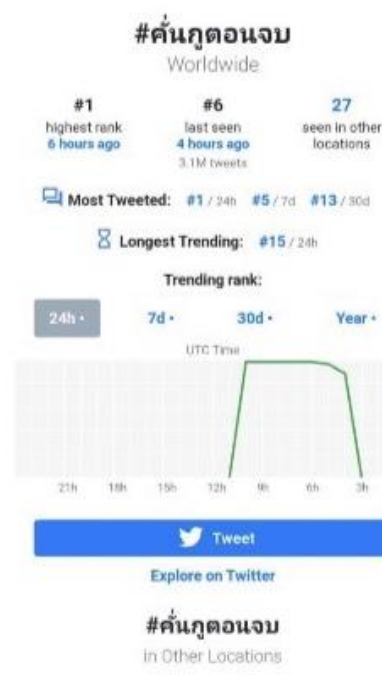 #คั่นกูตอนจบ
Worldwide
#1 #6 27
highest rank last seen seen in other
6 hours ago 4 hours ago locations
3.1M tweets
Most Tweeted: #1 / 24h #5 / 7d #13 / 30d
Longest Trending: #15 / 24h
Trending rank:
24h • 7d • 30d • Year •
UTC Time
21h 18h 15h 12h 9h 6h 3h
Tweet
Explore on Twitter
#คั่นกูตอนจบ
in Other Locations